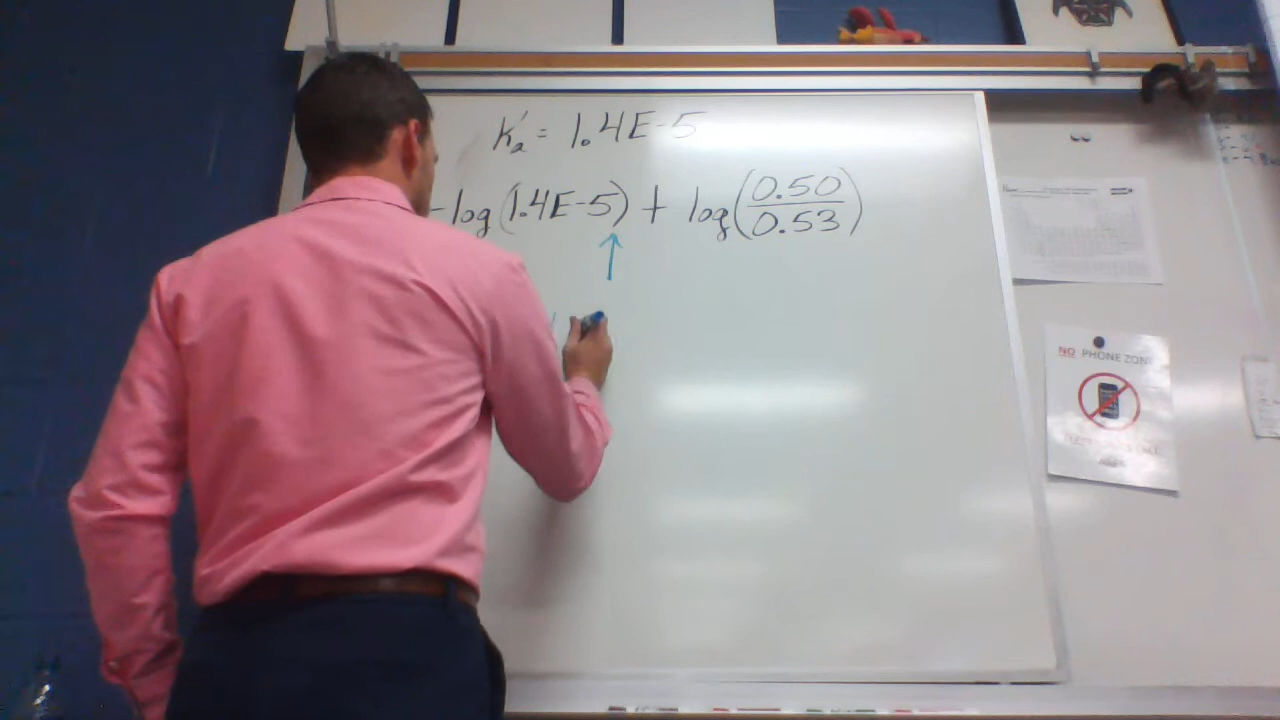 Ka' = 1.4E-5
-log(1.4E-5) + log(0.50/0.53)
NO PHONE ZONE